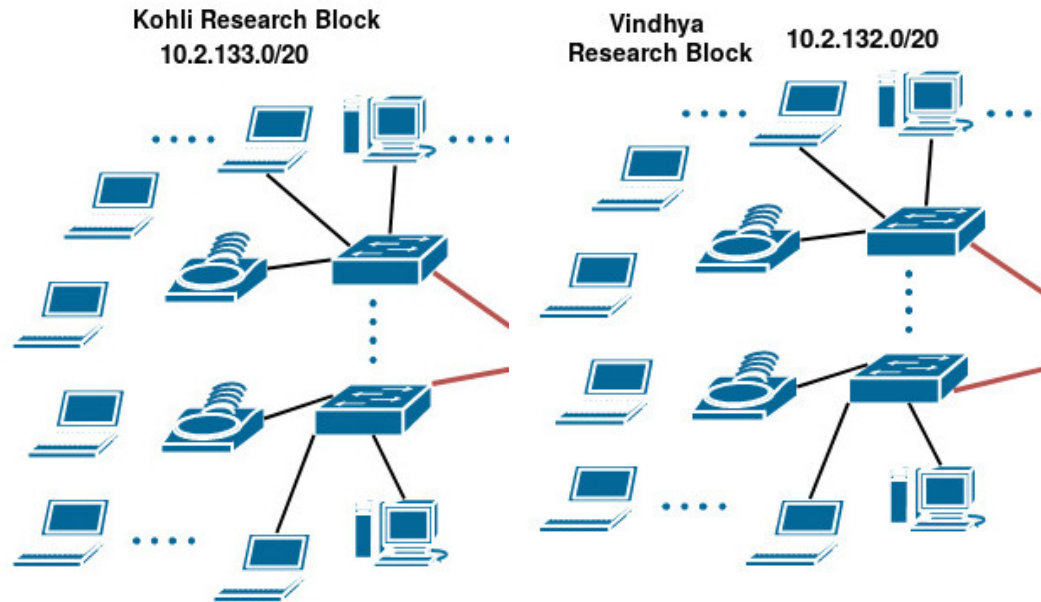 Kohli Research Block
10.2.133.0/20
Vindhya
Research Block
10.2.132.0/20